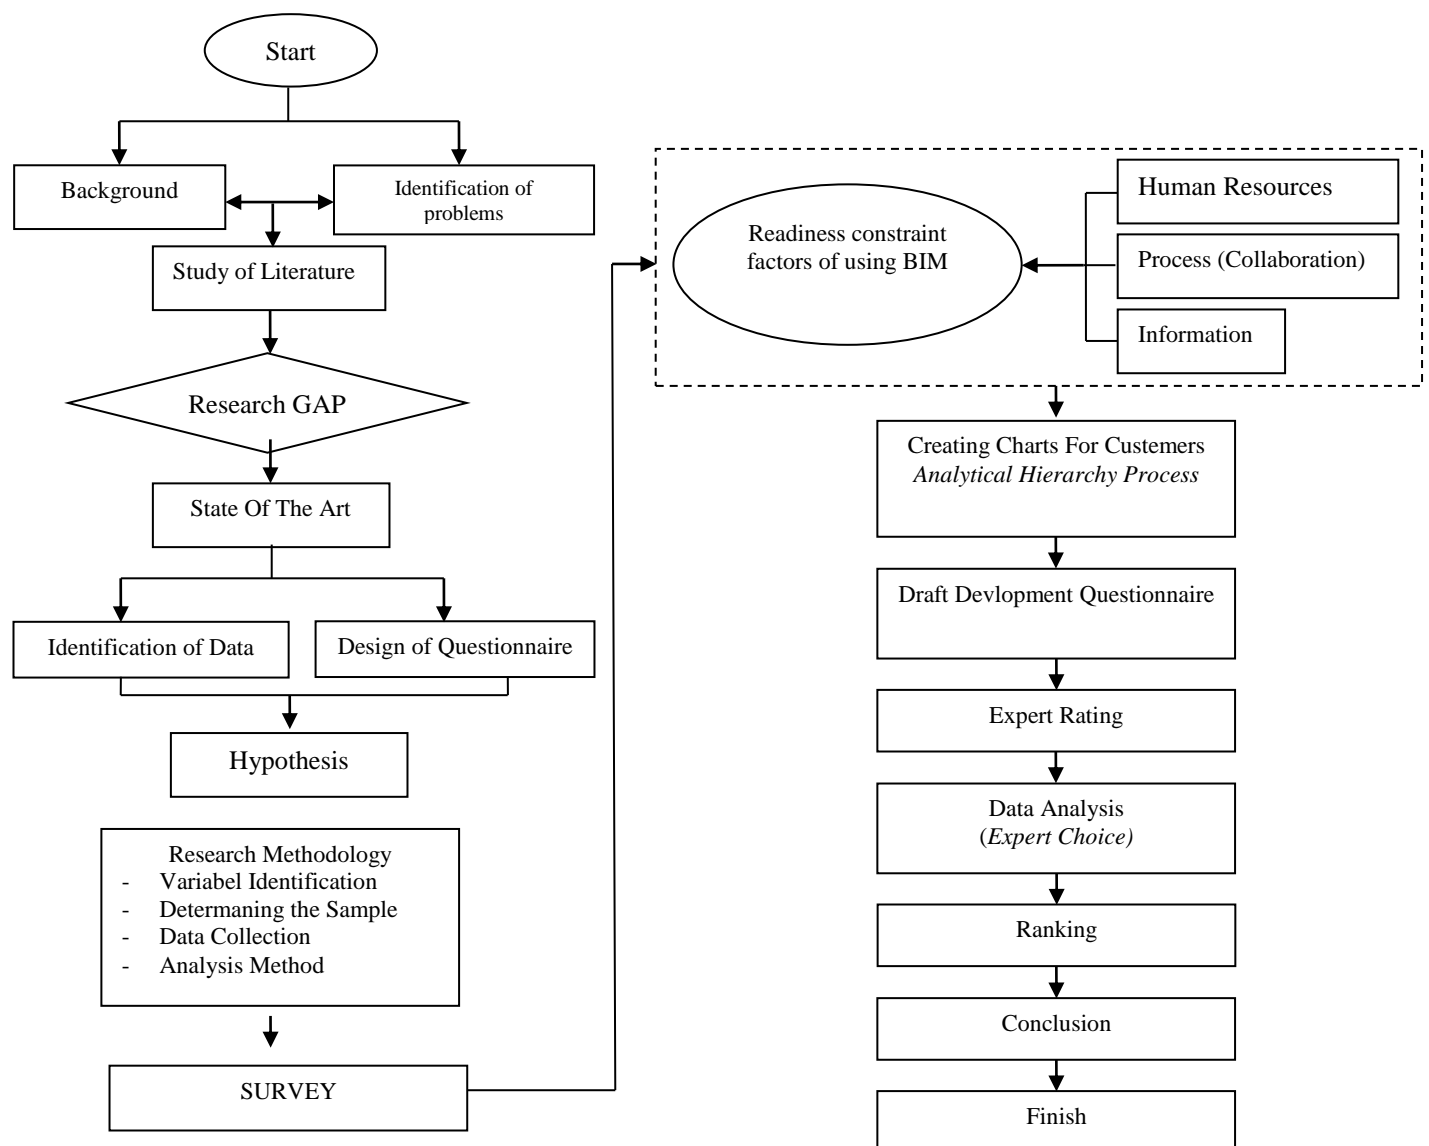 Start
Background
Identification of
problems
Study of Literature
Research GAP
State Of The Art
Identification of Data
Design of Questionnaire
Hypothesis
Research Methodology
- Variabel Identification
- Determaning the Sample
- Data Collection
- Analysis Method
SURVEY
Readiness constraint
factors of using BIM
Human Resources
Process (Collaboration)
Information
Creating Charts For Custemers
Analytical Hierarchy Process
Draft Devlopment Questionnaire
Expert Rating
Data Analysis
(Expert Choice)
Ranking
Conclusion
Finish